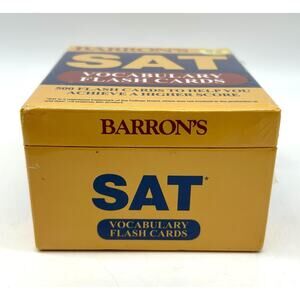 BARRON'S
SAT*
VOCABULARY
FLASH CARDS
500 FLASH CARDS TO HELP YOU
ACHIEVE A HIGHER SCORE
BARRON'S
SAT*
VOCABULARY
FLASH CARDS